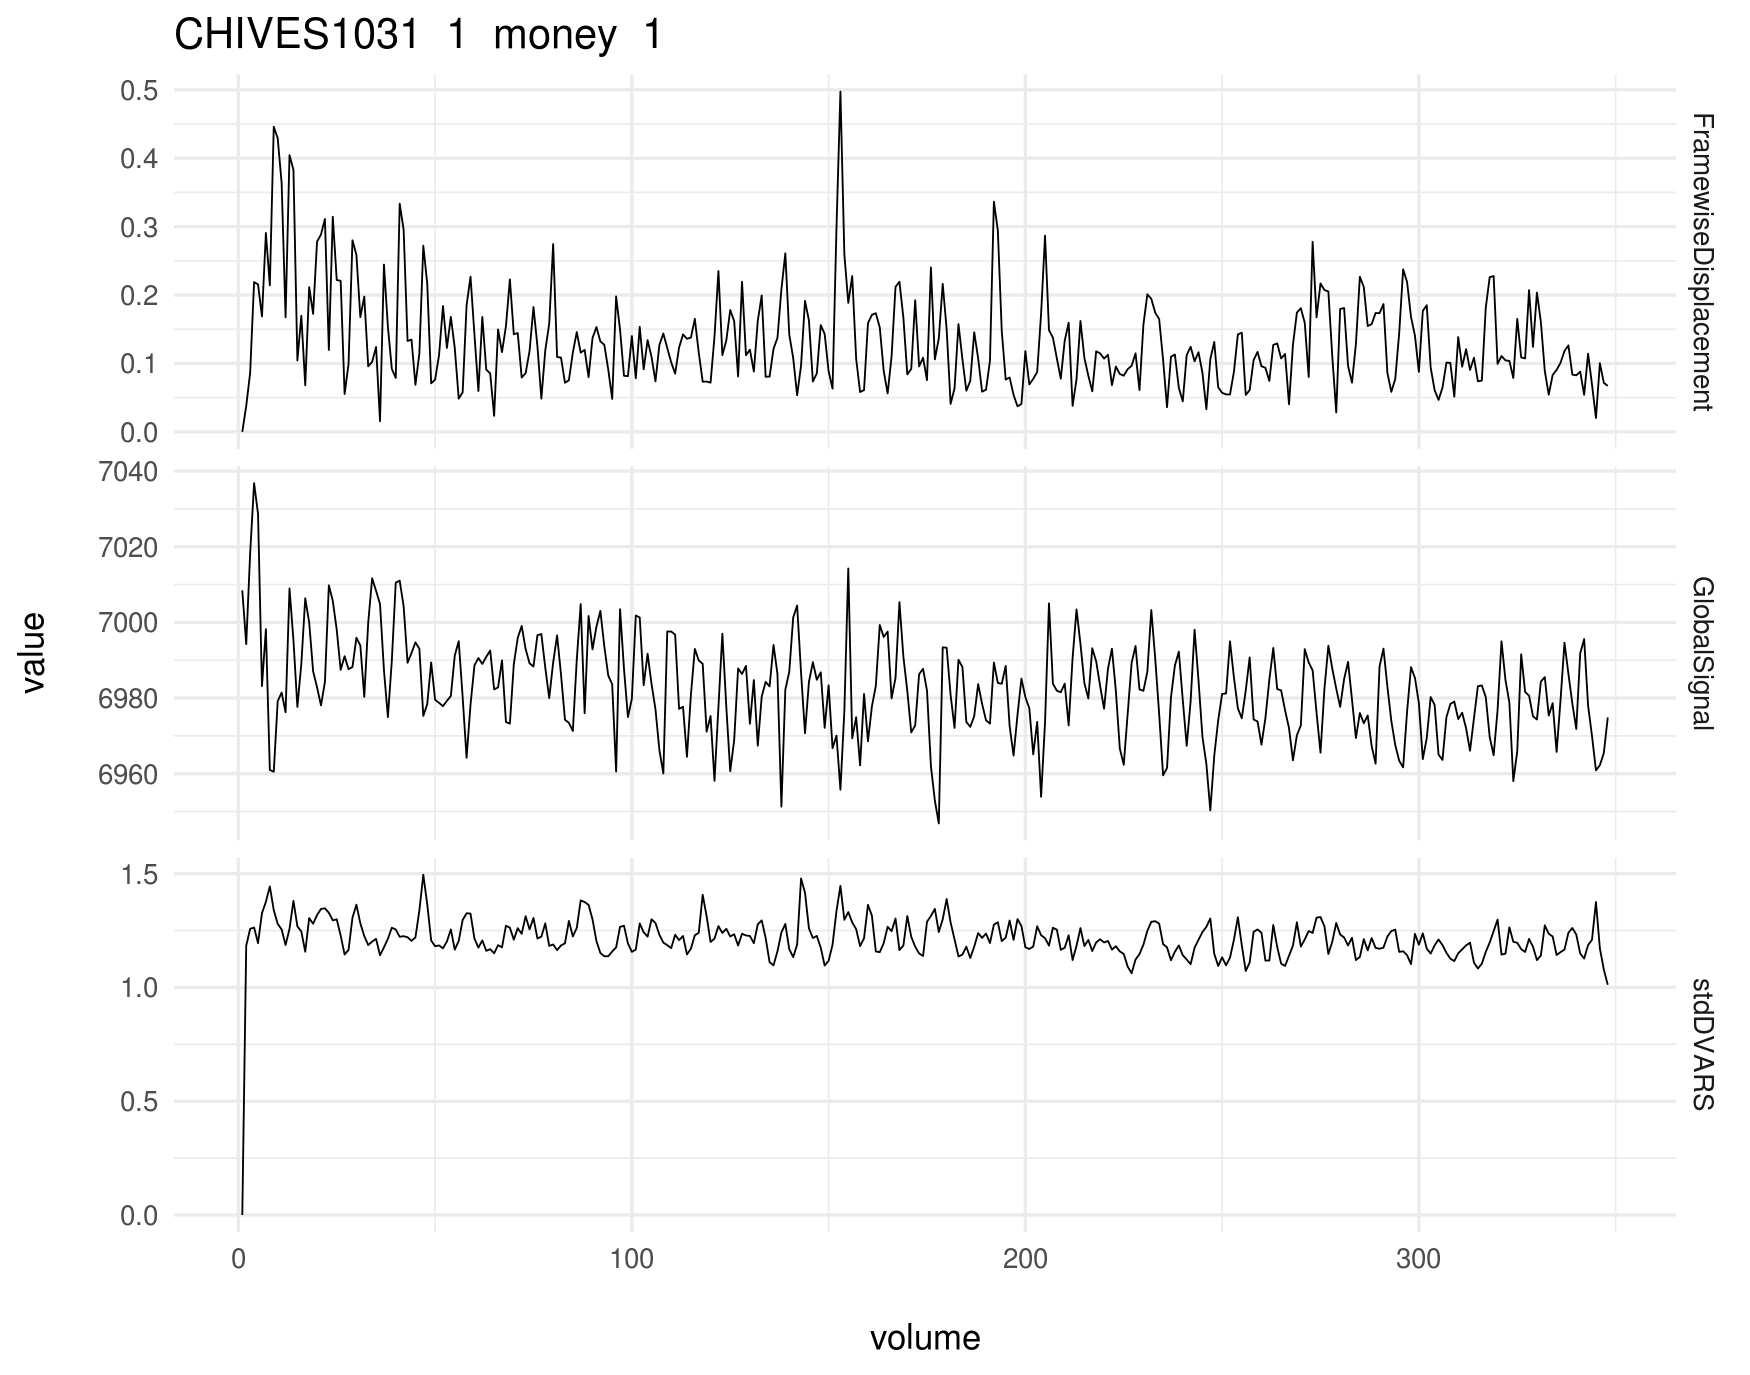 CHIVES1031 1 money 1
0.5
0.4
0.3
0.2
0.1
0.0
FramewiseDisplacement
7040
7020
7000
6980
6960
GlobalSignal
value
1.5
1.0
0.5
0.0
stdDVARS
0 100 200 300
volume